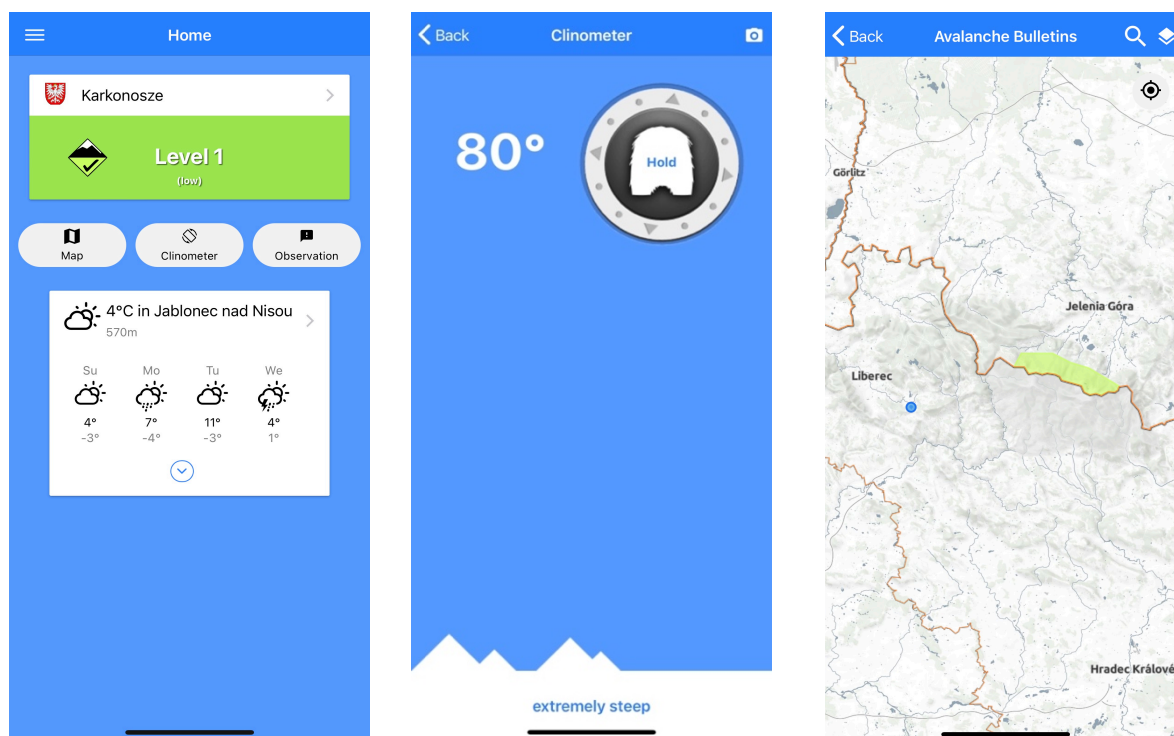 Home
Karkonosze
Level 1
(low)
Map
Clinometer
Observation
4°C in Jablonec nad Nisou
570m
Su Mo Tu We
4° 7° 11° 4°
-3° -4° -3° 1°
Back
Clinometer
80°
Hold
extremely steep
Back
Avalanche Bulletins
Görlitz
Jelenia Góra
Liberec
Hradec Králové